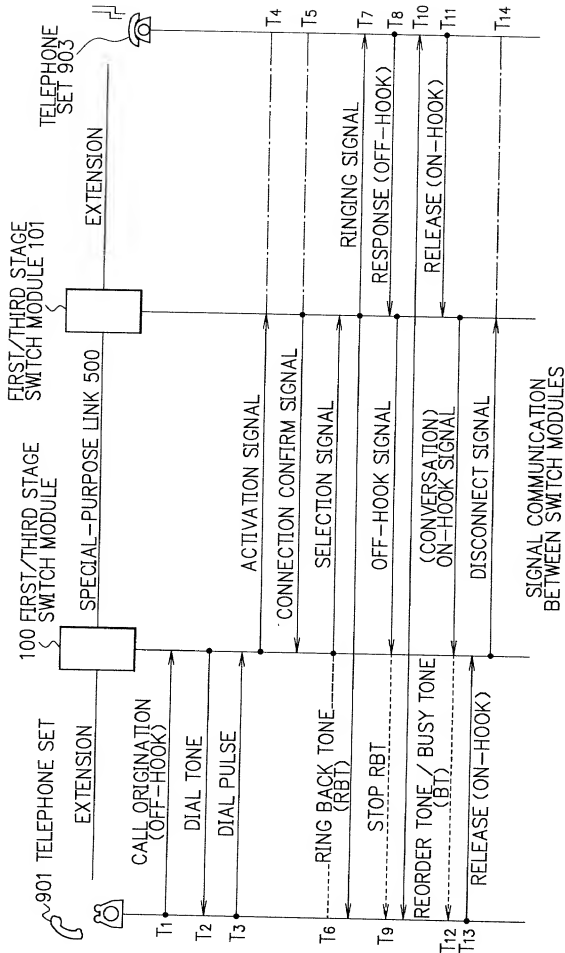 901 TELEPHONE SET
EXTENSION
100 FIRST/THIRD STAGE
SWITCH MODULE
SPECIAL-PURPOSE LINK 500
FIRST/THIRD STAGE
SWITCH MODULE 101
EXTENSION
TELEPHONE
SET 903
T1
CALL ORIGINATION
(OFF-HOOK)
T2
DIAL TONE
T3
DIAL PULSE
ACTIVATION SIGNAL
T4
CONNECTION CONFIRM SIGNAL
T5
T6
RING BACK TONE
(RBT)
SELECTION SIGNAL
RINGING SIGNAL
T7
RESPONSE (OFF-HOOK)
T8
T9
STOP RBT
OFF-HOOK SIGNAL
(CONVERSATION)
T10
RELEASE (ON-HOOK)
T11
T12
REORDER TONE/BUSY TONE
(BT)
ON-HOOK SIGNAL
T13
RELEASE (ON-HOOK)
DISCONNECT SIGNAL
T14
SIGNAL COMMUNICATION
BETWEEN SWITCH MODULES